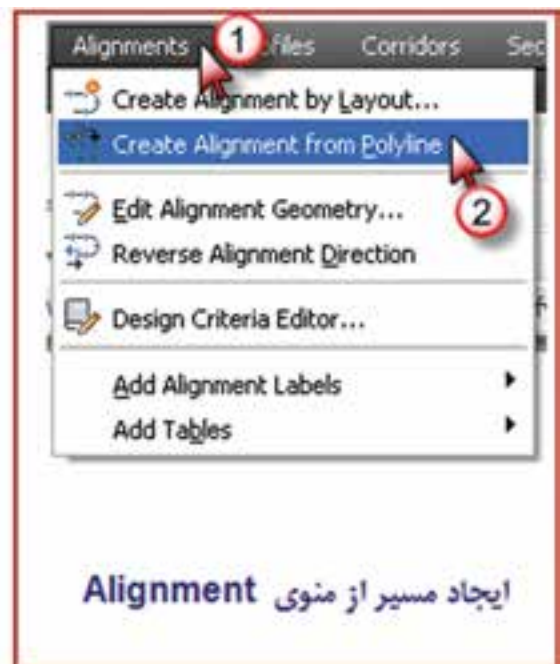 Alignments files Corridors Sec
1
Create Alignment by Layout...
Create Alignment from Polyline
2
Edit Alignment Geometry...
Reverse Alignment Direction
Design Criteria Editor...
Add Alignment Labels
Add Tables
ایجاد مسیر از منوی Alignment